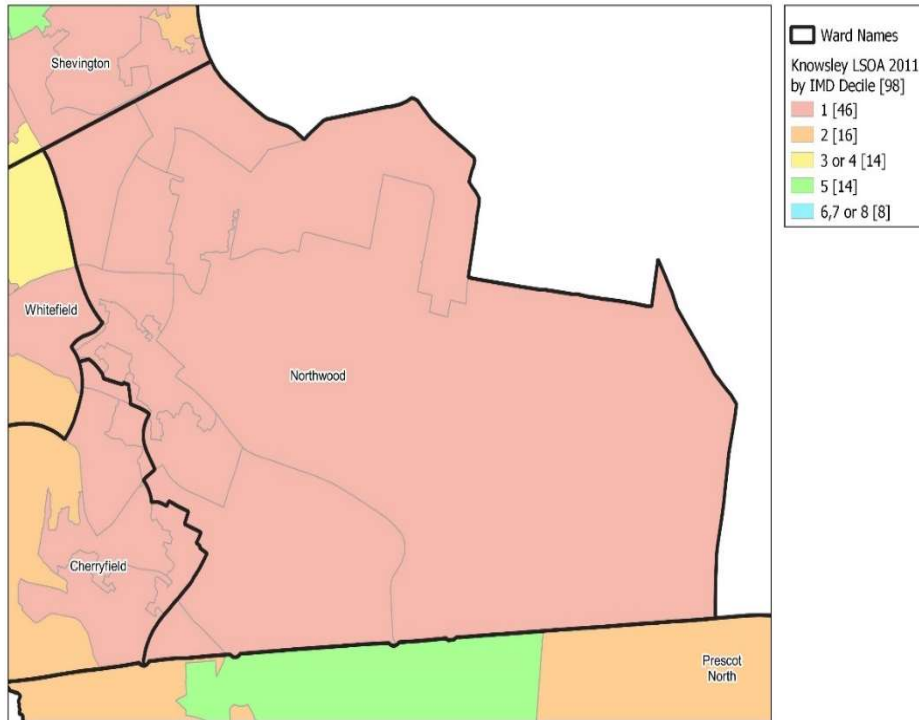 Shevington
Whitefield
Northwood
Cherryfield
Prescot
North
Ward Names
Knowsley LSOA 2011
by IMD Decile [98]
1 [46]
2 [16]
3 or 4 [14]
5 [14]
6,7 or 8 [8]